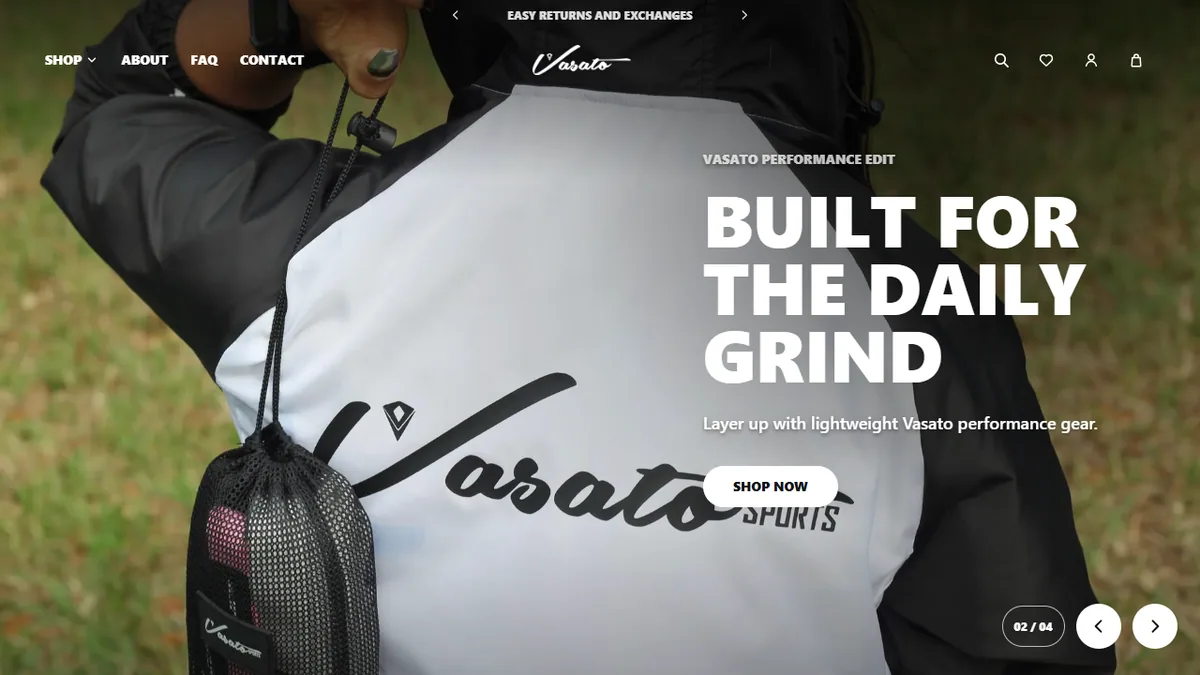 EASY RETURNS AND EXCHANGES
SHOP ABOUT FAQ CONTACT
Vasato
VASATO PERFORMANCE EDIT
BUILT FOR
THE DAILY
GRIND
Layer up with lightweight Vasato performance gear.
SHOP NOW
Vasato
SPORTS
Vasato
02 / 04